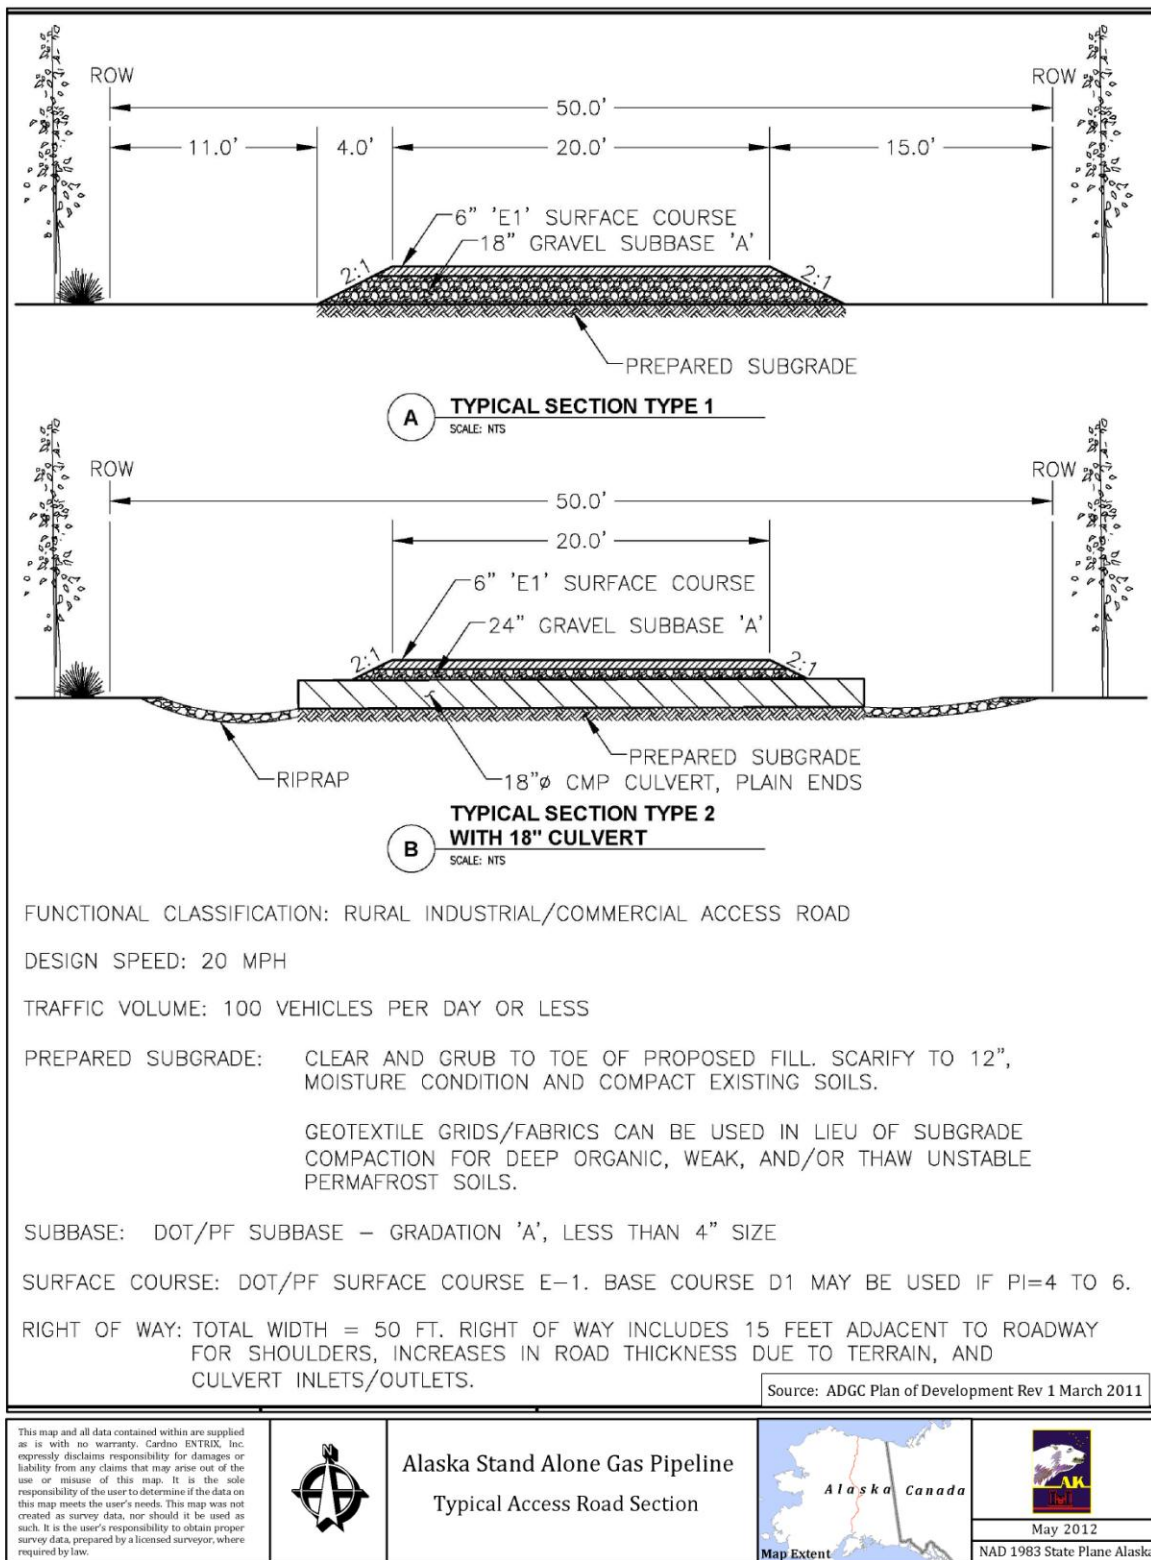 ROW
ROW
50.0'
11.0'
4.0'
20.0'
15.0'
6" 'E1' SURFACE COURSE
18" GRAVEL SUBBASE 'A'
2:1
2:1
PREPARED SUBGRADE
A
TYPICAL SECTION TYPE 1
SCALE: NTS
ROW
ROW
50.0'
20.0'
6" 'E1' SURFACE COURSE
24" GRAVEL SUBBASE 'A'
2:1
2:1
PREPARED SUBGRADE
RIPRAP
18"ø CMP CULVERT, PLAIN ENDS
B
TYPICAL SECTION TYPE 2
WITH 18" CULVERT
SCALE: NTS
FUNCTIONAL CLASSIFICATION: RURAL INDUSTRIAL/COMMERCIAL ACCESS ROAD
DESIGN SPEED: 20 MPH
TRAFFIC VOLUME: 100 VEHICLES PER DAY OR LESS
PREPARED SUBGRADE: CLEAR AND GRUB TO TOE OF PROPOSED FILL. SCARIFY TO 12",
MOISTURE CONDITION AND COMPACT EXISTING SOILS.
GEOTEXTILE GRIDS/FABRICS CAN BE USED IN LIEU OF SUBGRADE
COMPACTION FOR DEEP ORGANIC, WEAK, AND/OR THAW UNSTABLE
PERMAFROST SOILS.
SUBBASE: DOT/PF SUBBASE – GRADATION 'A', LESS THAN 4" SIZE
SURFACE COURSE: DOT/PF SURFACE COURSE E-1. BASE COURSE D1 MAY BE USED IF PI=4 TO 6.
RIGHT OF WAY: TOTAL WIDTH = 50 FT. RIGHT OF WAY INCLUDES 15 FEET ADJACENT TO ROADWAY
FOR SHOULDERS, INCREASES IN ROAD THICKNESS DUE TO TERRAIN, AND
CULVERT INLETS/OUTLETS.
Source: ADGC Plan of Development Rev 1 March 2011
This map and all data contained within are supplied
as is with no warranty. Cardno ENTRIX, Inc.
expressly disclaims responsibility for damages or
liability from any claims that may arise out of the
use or misuse of this map. It is the sole
responsibility of the user to determine if the data on
this map meets the user's needs. This map was not
created as survey data, nor should it be used as
such. It is the user's responsibility to obtain proper
survey data, prepared by a licensed surveyor, where
required by law.
N
Alaska Stand Alone Gas Pipeline
Typical Access Road Section
Alaska
Canada
Map Extent
AK
May 2012
NAD 1983 State Plane Alaska